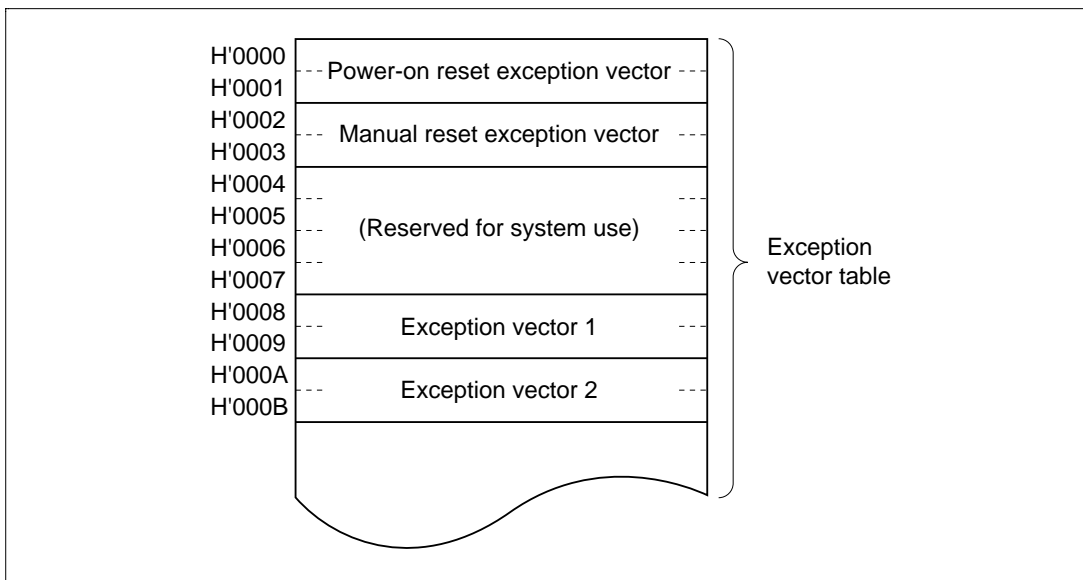 H'0000
Power-on reset exception vector
H'0001
H'0002
Manual reset exception vector
H'0003
H'0004
H'0005
(Reserved for system use)
H'0006
H'0007
H'0008
Exception vector 1
H'0009
H'000A
Exception vector 2
H'000B
Exception
vector table